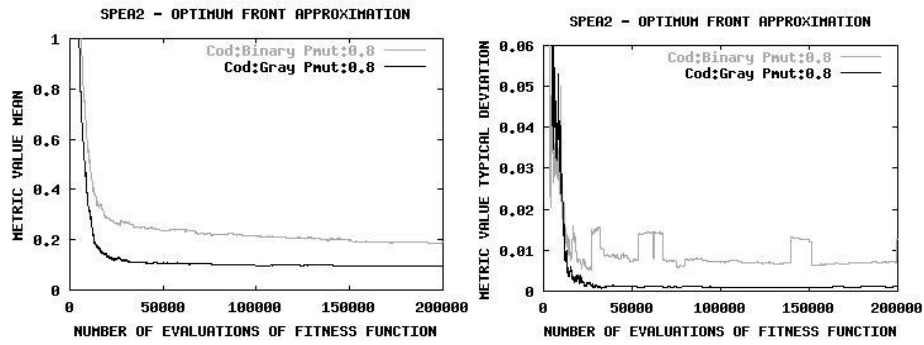 SPEA2 - OPTIMUM FRONT APPROXIMATION
METRIC VALUE MEAN
1
0.8
0.6
0.4
0.2
0
Cod:Binary Pmut:0.8
Cod:Gray Pmut:0.8
0 50000 100000 150000 200000
NUMBER OF EVALUATIONS OF FITNESS FUNCTION
SPEA2 - OPTIMUM FRONT APPROXIMATION
METRIC VALUE TYPICAL DEVIATION
0.06
0.05
0.04
0.03
0.02
0.01
0.000
Cod:Binary Pmut:0.8
Cod:Gray Pmut:0.8
0 50000 100000 150000 200000
NUMBER OF EVALUATIONS OF FITNESS FUNCTION